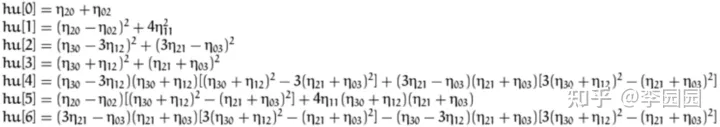 hu[0] = η20 + η02
hu[1] = (η20 − η02)² + 4η11²
hu[2] = (η30 − 3η12)² + (3η21 − η03)²
hu[3] = (η30 + η12)² + (η21 + η03)²
hu[4] = (η30 − 3η12)(η30 + η12)[(η30 + η12)² − 3(η21 + η03)²] + (3η21 − η03)(η21 + η03)[3(η30 + η12)² − (η21 + η03)²]
hu[5] = (η20 − η02)[(η30 + η12)² − (η21 + η03)²] + 4η11(η30 + η12)(η21 + η03)
hu[6] = (3η21 − η03)(η21 + η03)[3(η30 + η12)² − (η21 + η03)²] − (η30 − 3η12)(η21 + η03)[3(η30 + η12)² − (η21 + η03)²]
知乎 @李园园